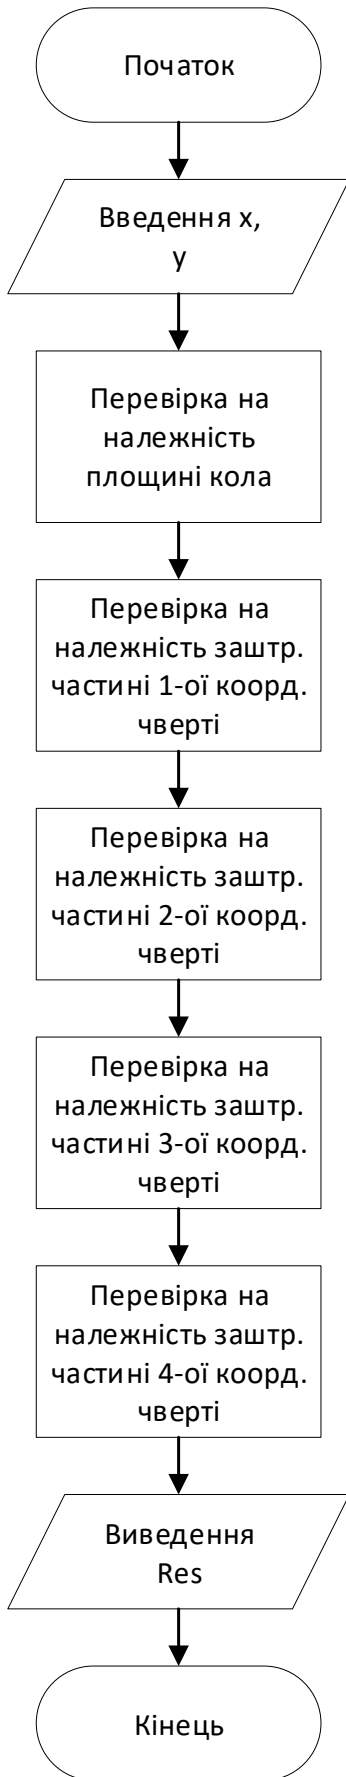 Початок
Введення x,
y
Перевірка на
належність
площині кола
Перевірка на
належність заштр.
частині 1-ої коорд.
чверті
Перевірка на
належність заштр.
частині 2-ої коорд.
чверті
Перевірка на
належність заштр.
частині 3-ої коорд.
чверті
Перевірка на
належність заштр.
частині 4-ої коорд.
чверті
Виведення
Res
Кінець